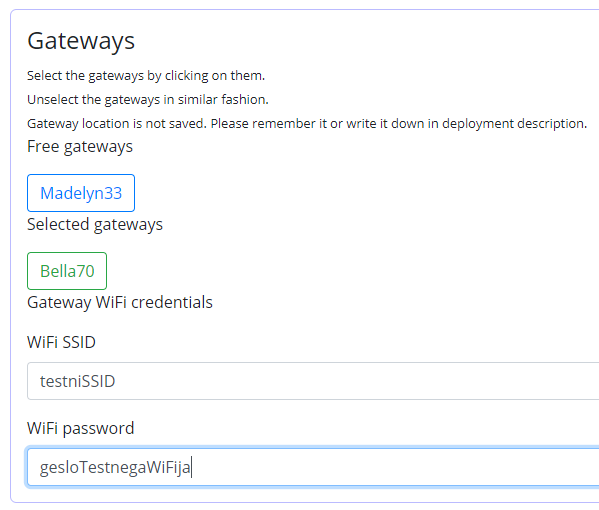 Gateways
Select the gateways by clicking on them.
Unselect the gateways in similar fashion.
Gateway location is not saved. Please remember it or write it down in deployment description.
Free gateways
Madelyn33
Selected gateways
Bella70
Gateway WiFi credentials
WiFi SSID
testniSSID
WiFi password
gesloTestnegaWiFija